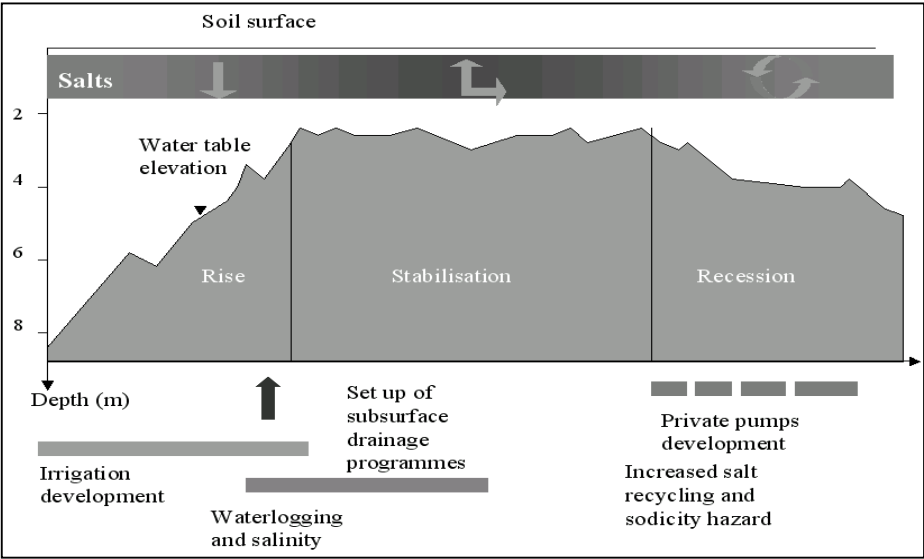 Soil surface
Salts
2
Water table
elevation
4
6
Rise
Stabilisation
Recession
8
Depth (m)
Set up of
subsurface
drainage
programmes
Private pumps
development
Irrigation
development
Increased salt
recycling and
sodicity hazard
Waterlogging
and salinity